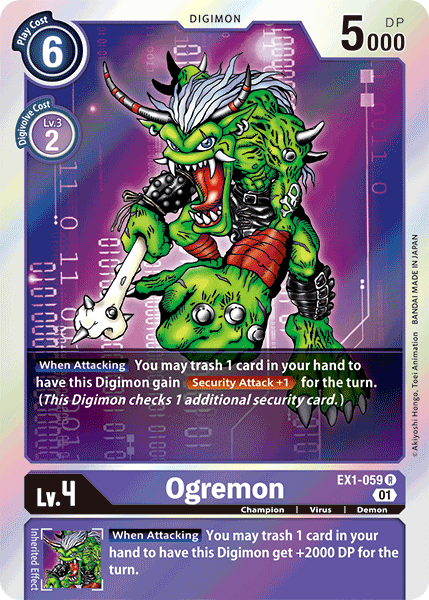 Play Cost
6
DIGIMON
DP
5000
Digivolve Cost
Lv.3
2
When Attacking You may trash 1 card in your hand to
have this Digimon gain Security Attack +1 for the turn.
(This Digimon checks 1 additional security card.)
© Akiyoshi Hongo, Toei Animation BANDAI MADE IN JAPAN
Lv.4
Ogremon
EX1-059 R
01
Champion | Virus | Demon
Inherited Effect
When Attacking You may trash 1 card in your
hand to have this Digimon get +2000 DP for the
turn.